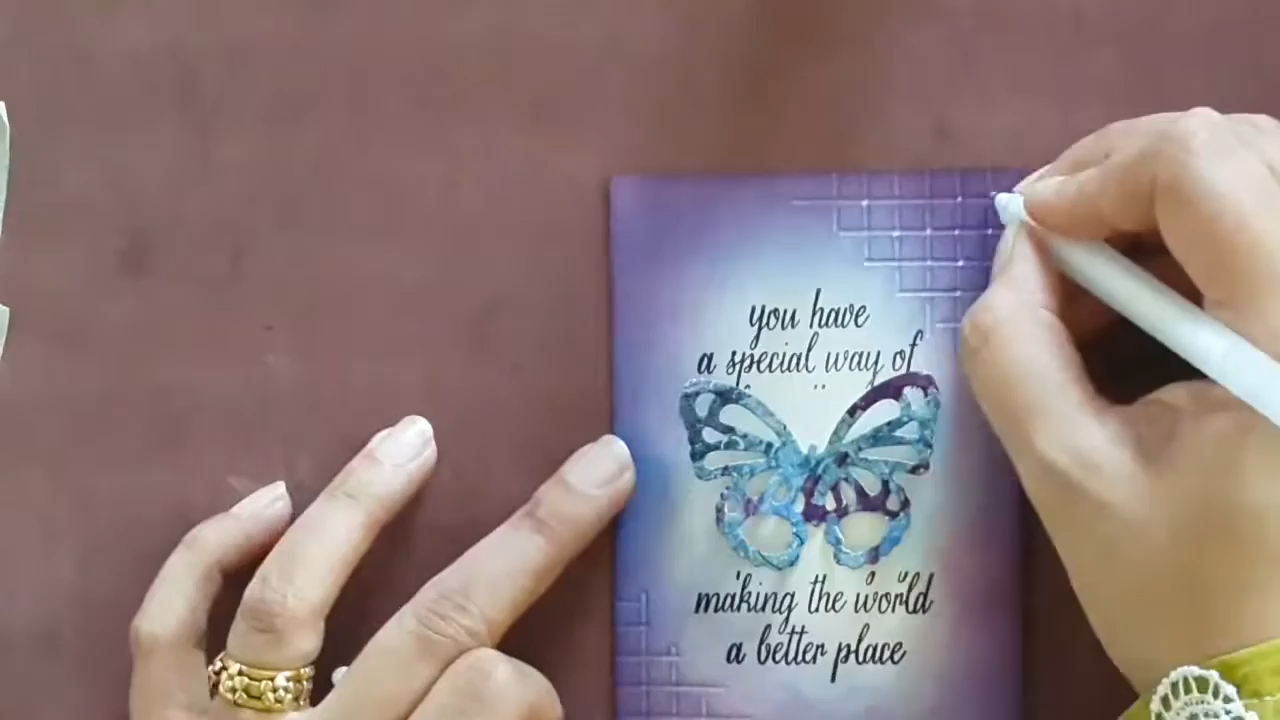 you have
a special way of
making the world
a better place